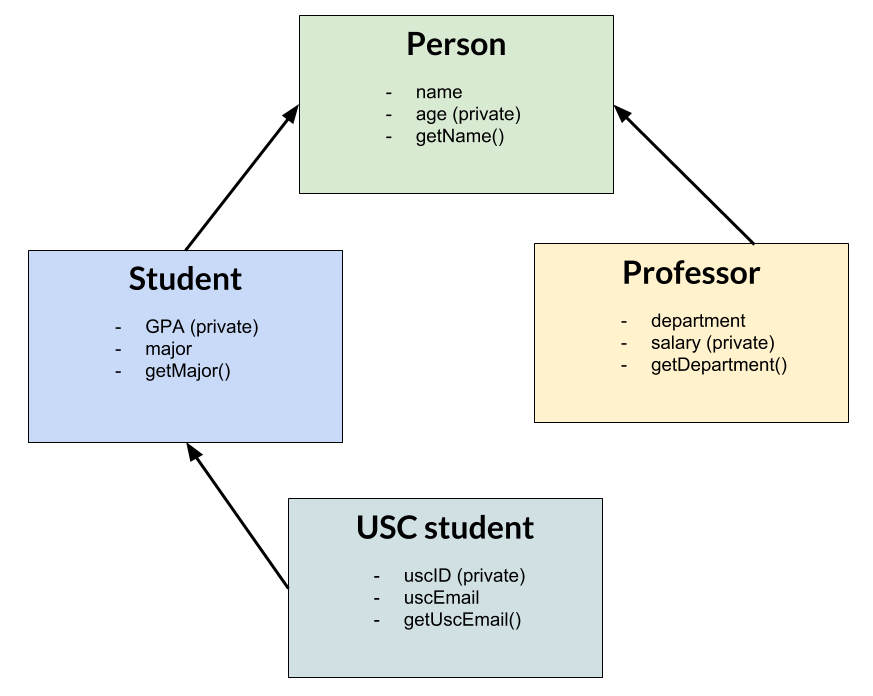 Person
- name
- age (private)
- getName()
Student
- GPA (private)
- major
- getMajor()
Professor
- department
- salary (private)
- getDepartment()
USC student
- uscID (private)
- uscEmail
- getUscEmail()